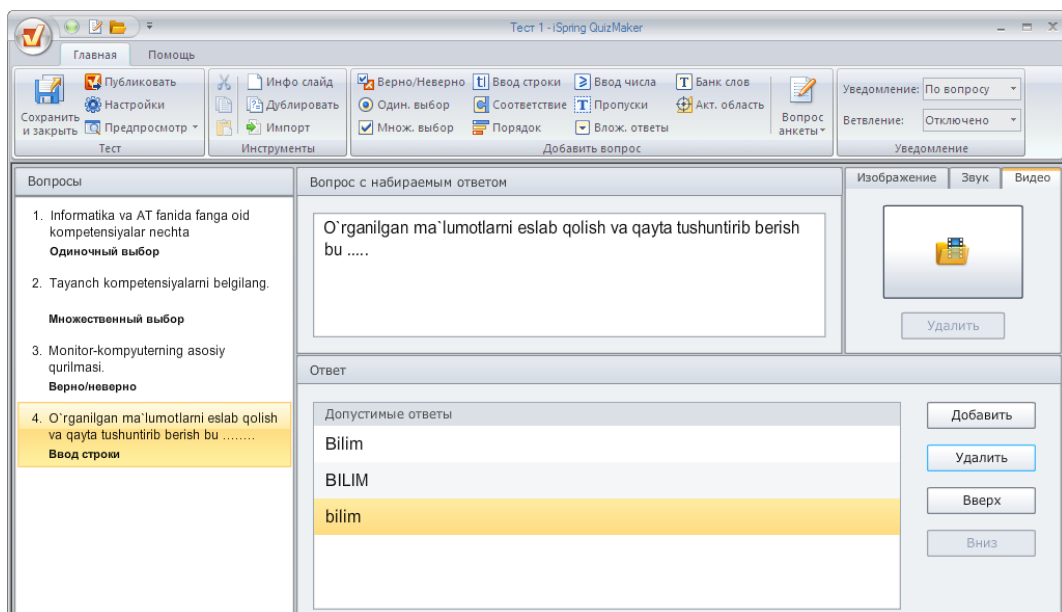 Тест 1 - iSpring QuizMaker
Главная Помощь
Сохранить и закрыть
Публиковать
Настройки
Предпросмотр
Тест
Инфо слайд
Дублировать
Импорт
Инструменты
Верно/Неверно
Один. выбор
Множ. выбор
Ввод строки
Соответствие
Порядок
Ввод числа
Пропуски
Влож. ответы
Банк слов
Акт. область
Вопрос анкеты
Добавить вопрос
Уведомление: По вопросу
Ветвление: Отключено
Уведомление
Вопросы
1. Informatika va AT fanida fanga oid
kompetensiyalar nechta
Одиночный выбор
2. Tayanch kompetensiyalarni belgilang.
Множественный выбор
3. Monitor-kompyuterning asosiy
qurilmasi.
Верно/неверно
4. O`rganilgan ma`lumotlarni eslab qolish
va qayta tushuntirib berish bu ........
Ввод строки
Вопрос с набираемым ответом
O`rganilgan ma`lumotlarni eslab qolish va qayta tushuntirib berish
bu .....
Изображение Звук Видео
Удалить
Ответ
Допустимые ответы
Bilim
BILIM
bilim
Добавить
Удалить
Вверх
Вниз